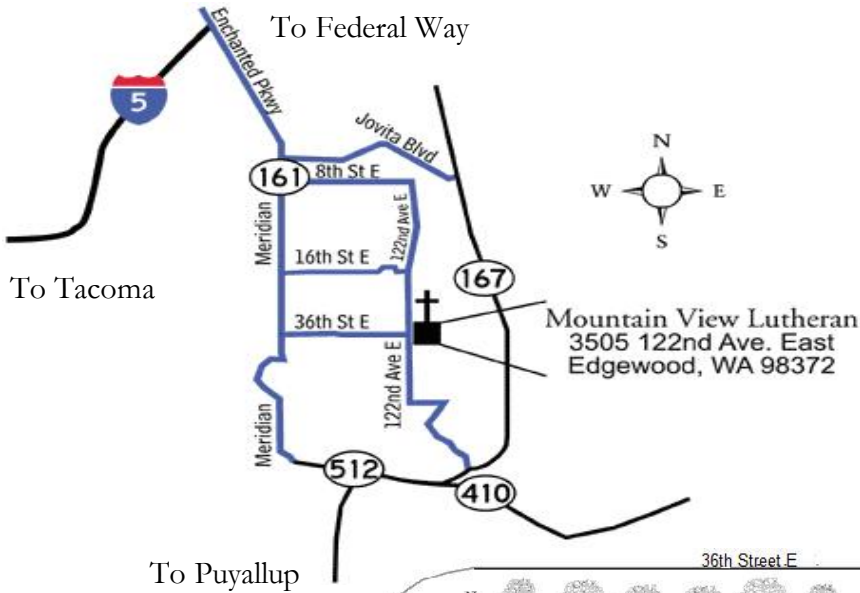 To Federal Way
Enchanted Pkwy
5
Jovita Blvd
161
8th St E
N
W
E
S
Meridian
122nd Ave E
16th St E
167
To Tacoma
36th St E
Mountain View Lutheran
3505 122nd Ave. East
Edgewood, WA 98372
122nd Ave E
Meridian
512
410
To Puyallup
36th Street E